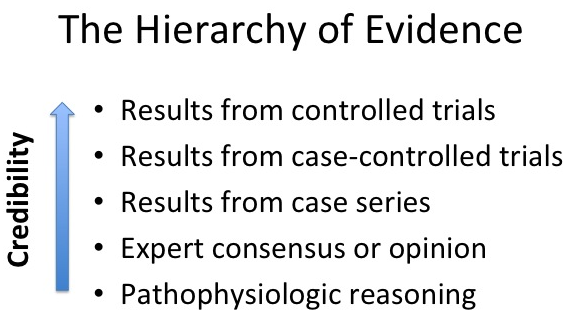 The Hierarchy of Evidence
Credibility
• Results from controlled trials
• Results from case-controlled trials
• Results from case series
• Expert consensus or opinion
• Pathophysiologic reasoning